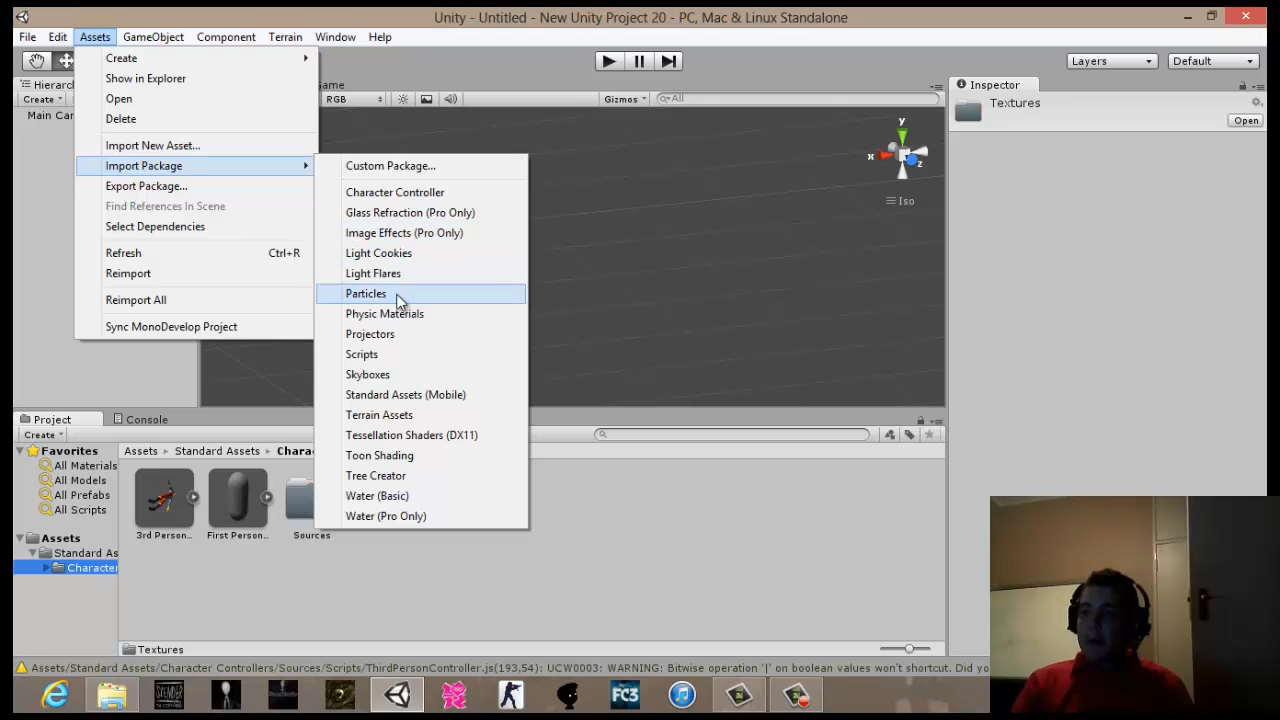 Unity - Untitled - New Unity Project 20 - PC, Mac & Linux Standalone
File Edit Assets GameObject Component Terrain Window Help
Layers Default
Hierarch
Create
Main Car
Create
Show in Explorer
Open
Delete
Import New Asset...
Import Package
Export Package...
Find References In Scene
Select Dependencies
Refresh Ctrl+R
Reimport
Reimport All
Sync MonoDevelop Project
Custom Package...
Character Controller
Glass Refraction (Pro Only)
Image Effects (Pro Only)
Light Cookies
Light Flares
Particles
Physic Materials
Projectors
Scripts
Skyboxes
Standard Assets (Mobile)
Terrain Assets
Tessellation Shaders (DX11)
Toon Shading
Tree Creator
Water (Basic)
Water (Pro Only)
Game
RGB Gizmos All
y
x
z
Iso
Inspector
Textures
Open
Project Console
Create
Favorites
All Materials
All Models
All Prefabs
All Scripts
Assets
Standard As
Character
Assets Standard Assets Charac
3rd Person... First Person... Sources
Textures
Assets/Standard Assets/Character Controllers/Sources/Scripts/ThirdPersonController.js(193,54): UCW0003: WARNING: Bitwise operation '|' on boolean values won't shortcut. Did yo
SLENDER
FC3